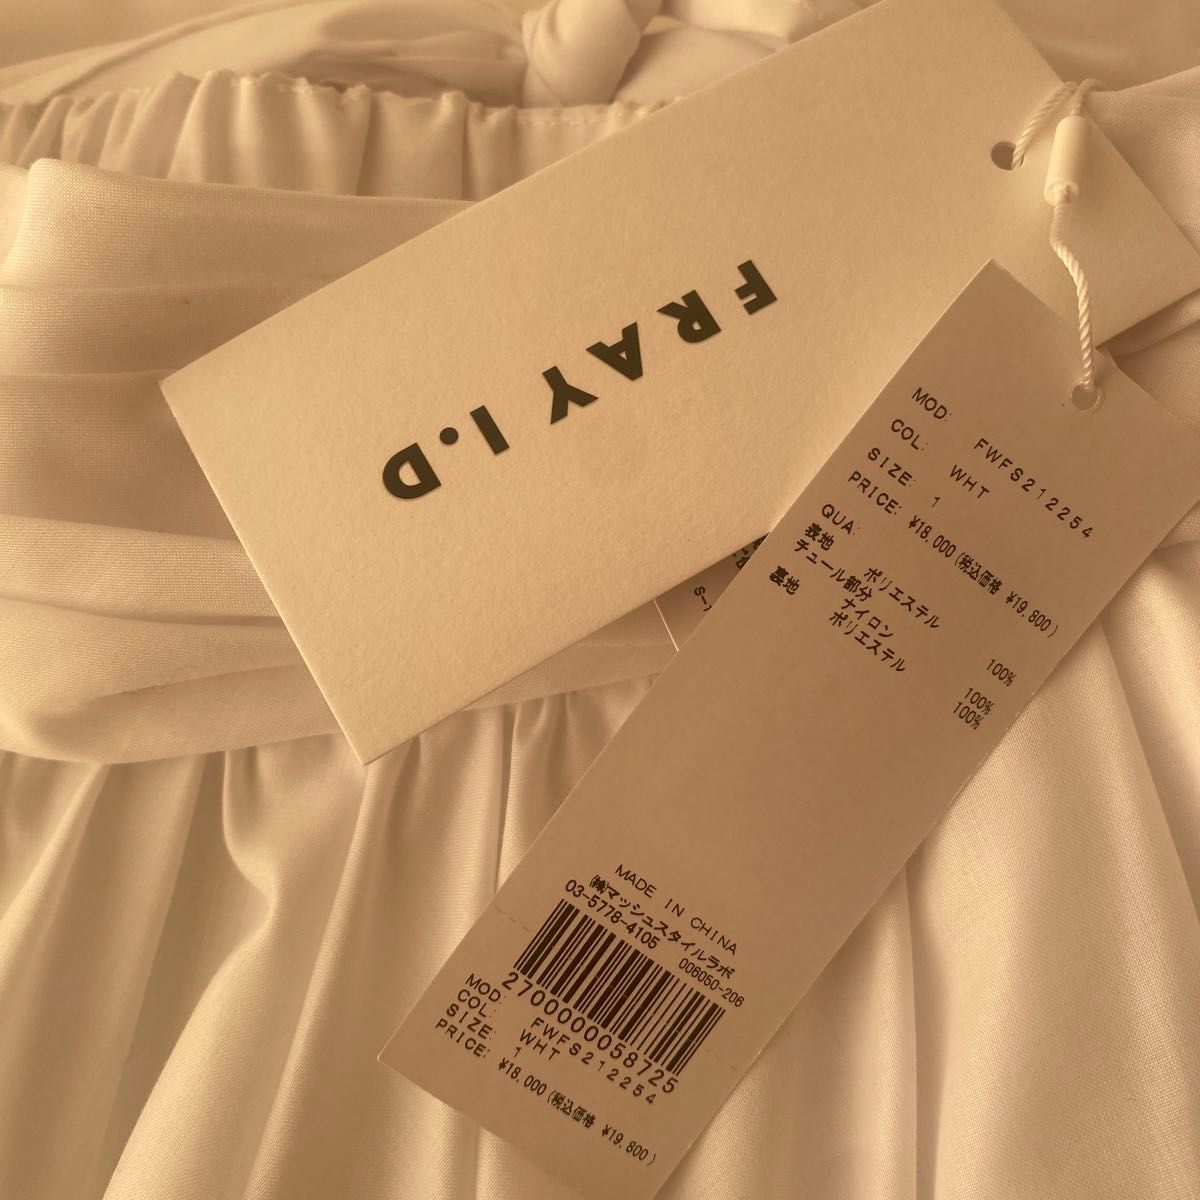 FRAY I.D
MOD: FWFS212254
COL: WHT
SIZE: 1
PRICE: ¥18,000(税込価格 ¥19,800)
QUA:
表地 ポリエステル 100%
チュール部分
ナイロン 100%
裏地 ポリエステル 100%
MADE IN CHINA
㈱マッシュスタイルラボ
03-5778-4105 006050-206
2700000058725
MOD: FWFS212254
COL: WHT
SIZE: 1
PRICE: ¥18,000(税込価格 ¥19,800)